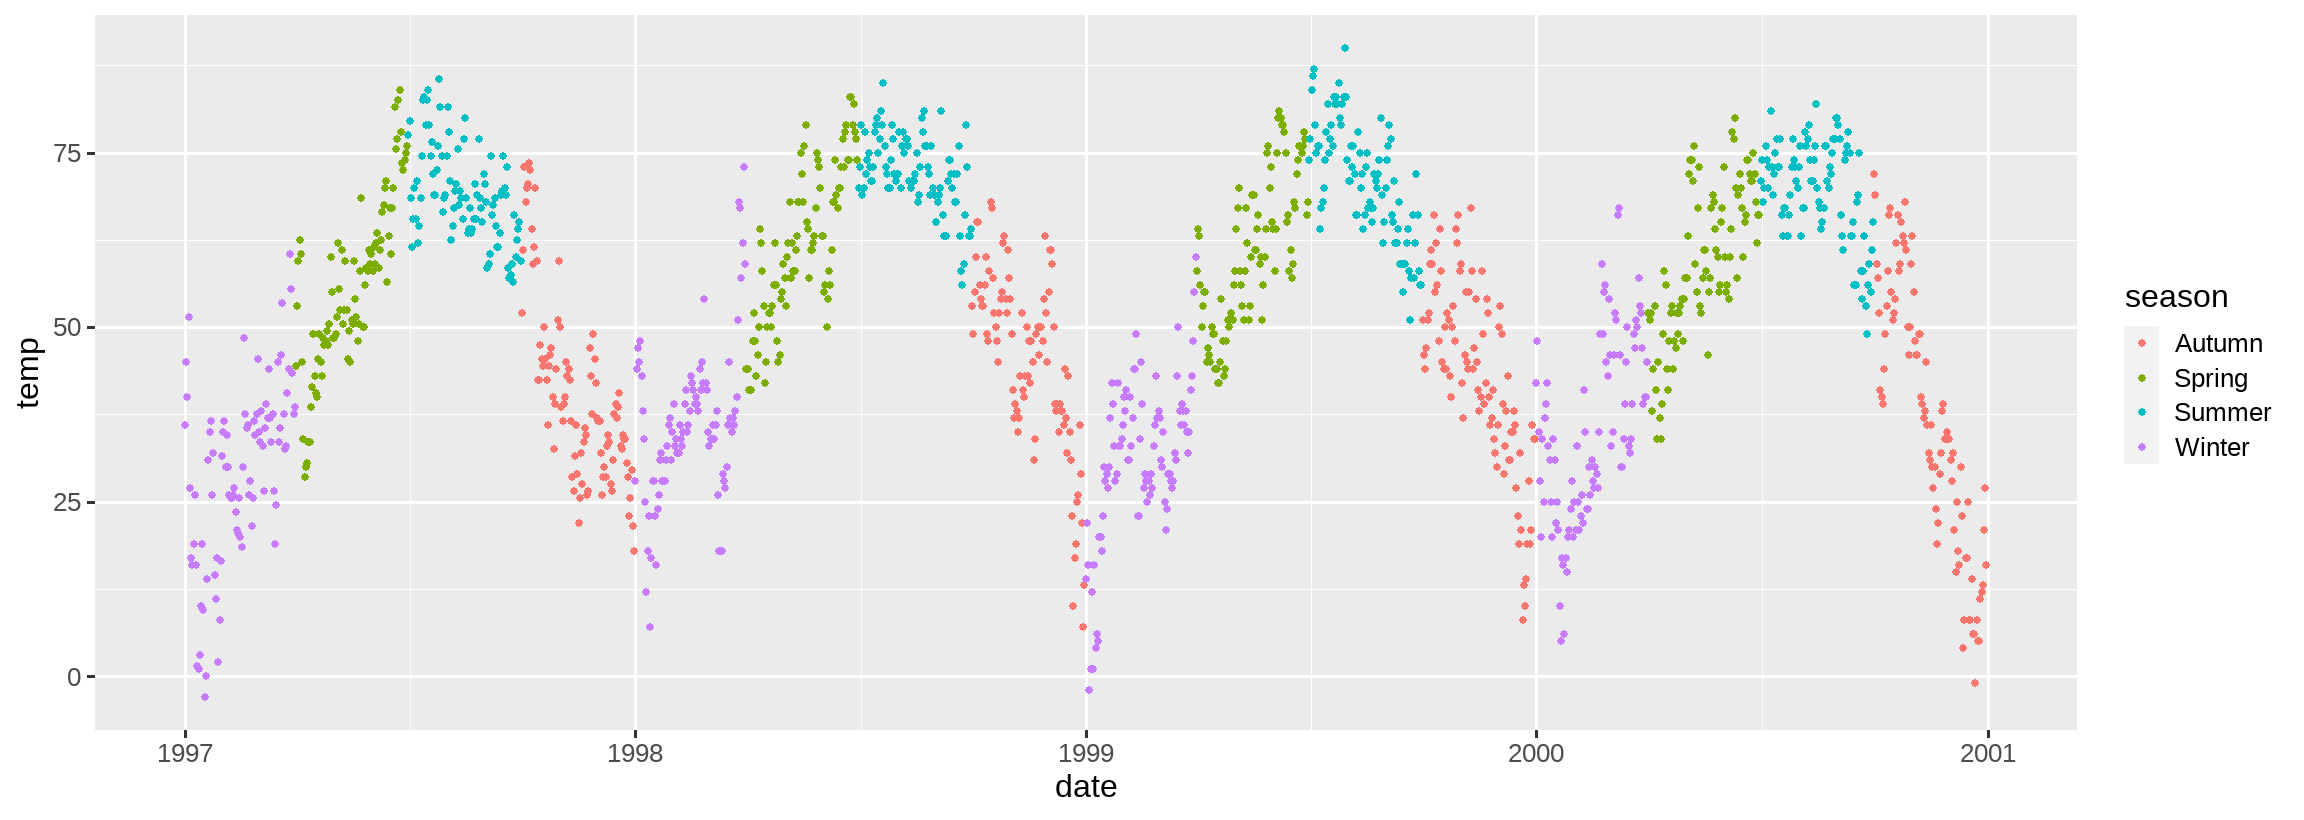 75
50
25
0
temp
1997
1998
1999
2000
2001
date
season
Autumn
Spring
Summer
Winter